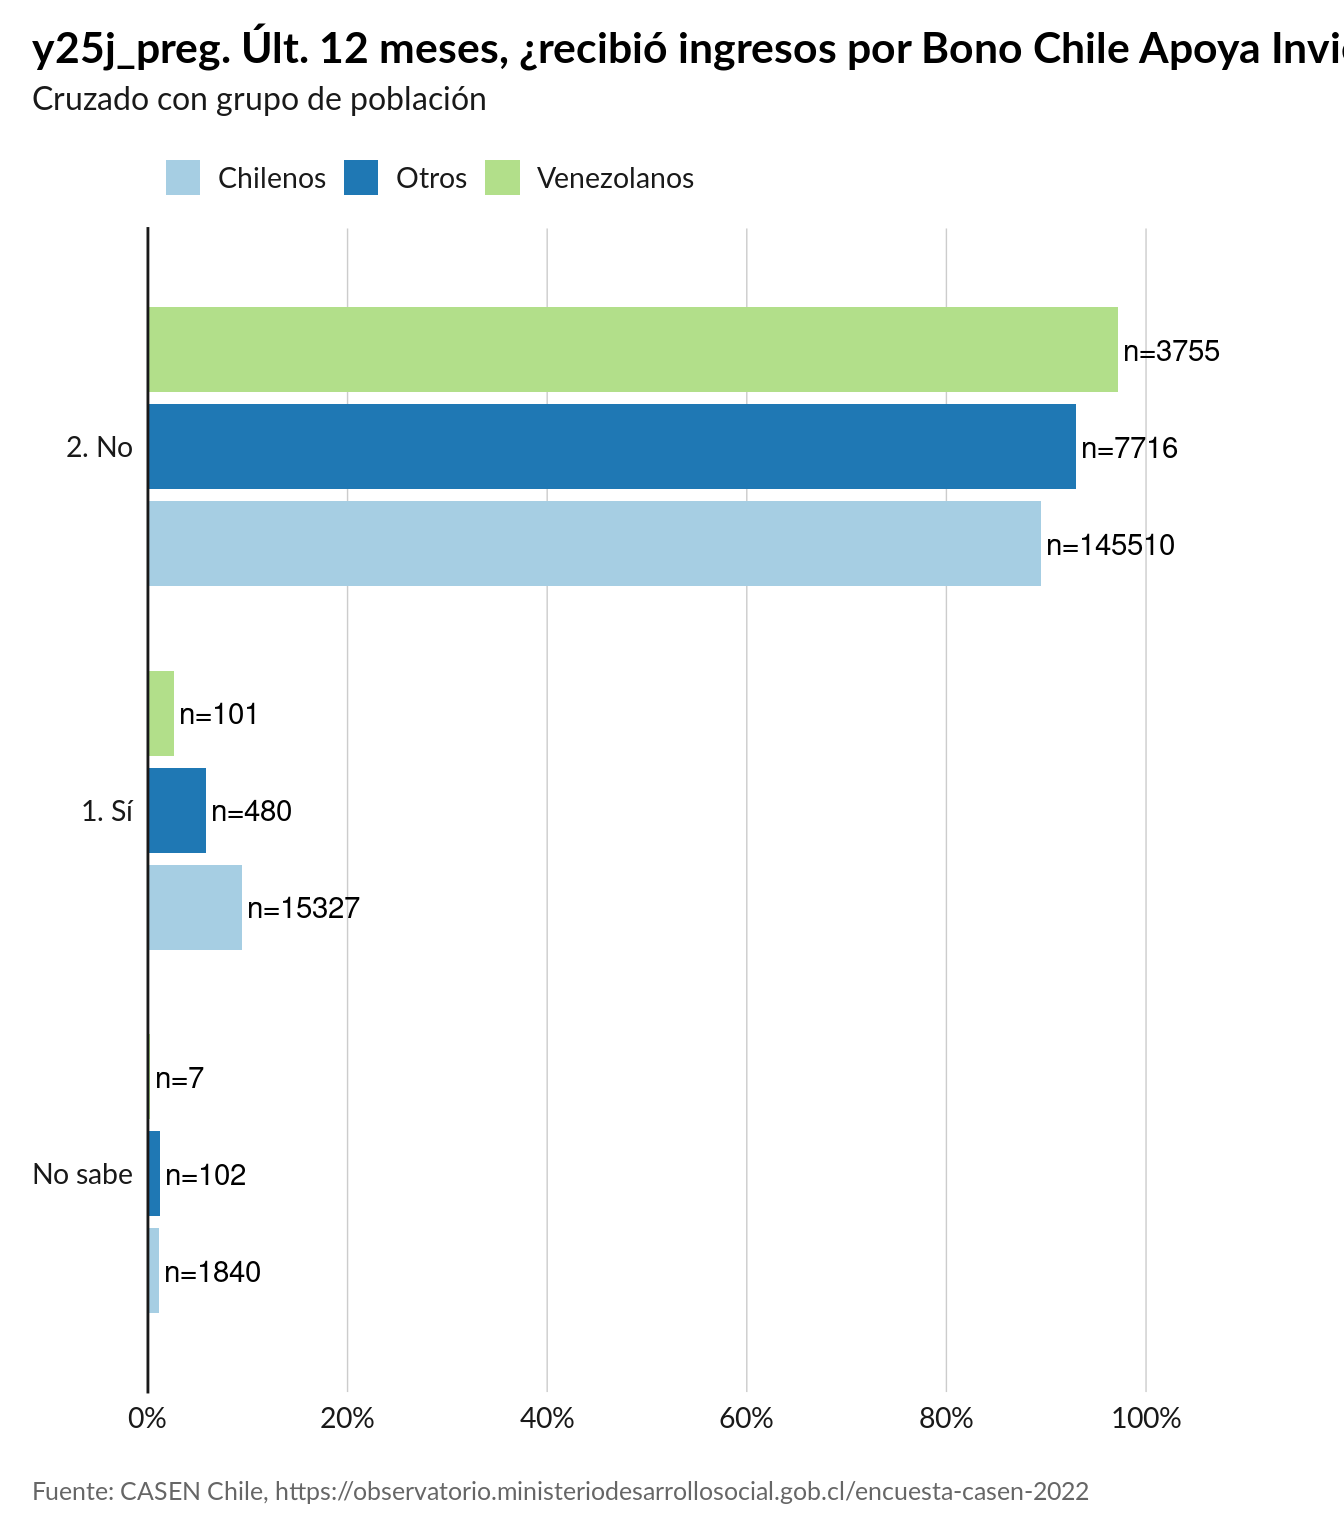 y25j_preg. Últ. 12 meses, ¿recibió ingresos por Bono Chile Apoya
Cruzado con grupo de población
Chilenos Otros Venezolanos
n=3755
2. No n=7716
n=145510
n=101
1. Sí n=480
n=15327
n=7
No sabe n=102
n=1840
0% 20% 40% 60% 80% 100%
Fuente: CASEN Chile, https://observatorio.ministeriodesarrollosocial.gob.cl/encuesta-casen-2022